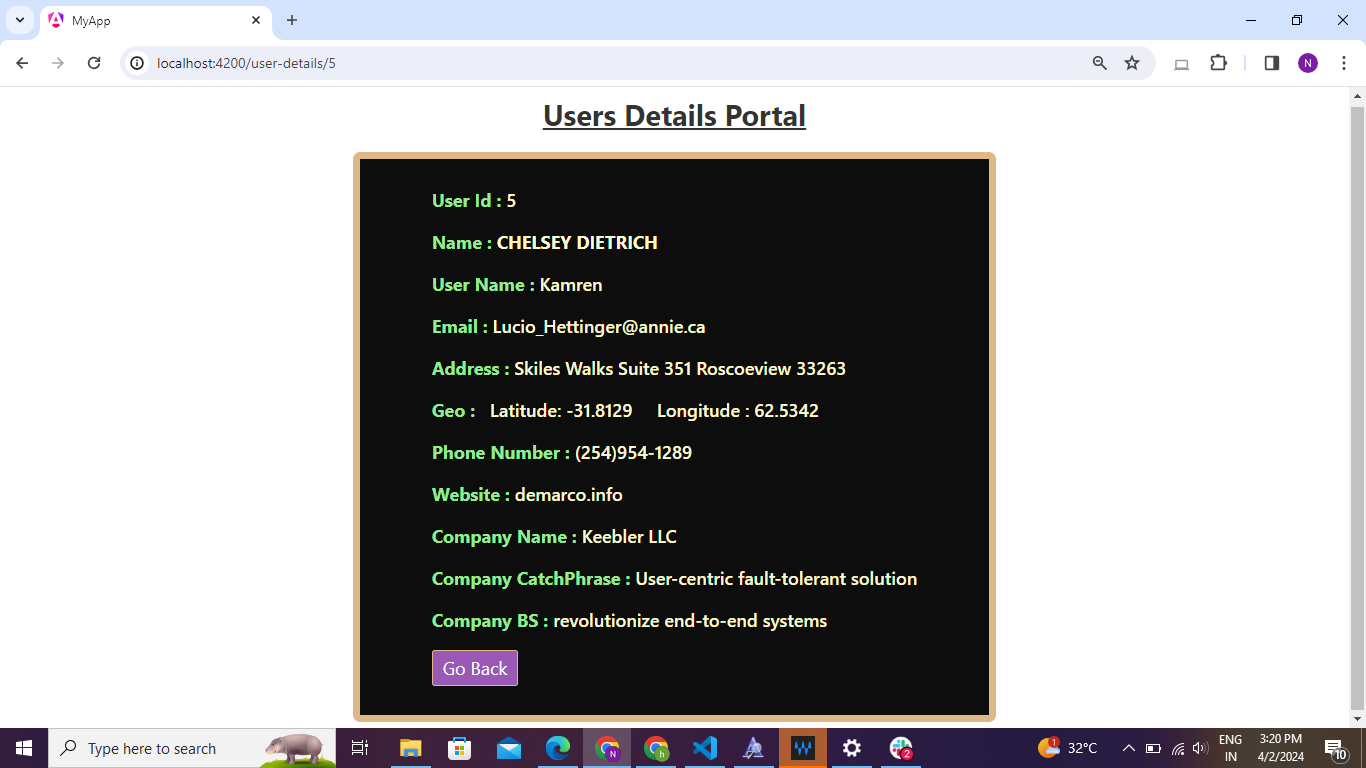 MyApp
localhost:4200/user-details/5
N
Users Details Portal
User Id : 5
Name : CHELSEY DIETRICH
User Name : Kamren
Email : Lucio_Hettinger@annie.ca
Address : Skiles Walks Suite 351 Roscoeview 33263
Geo : Latitude: -31.8129 Longitude : 62.5342
Phone Number : (254)954-1289
Website : demarco.info
Company Name : Keebler LLC
Company CatchPhrase : User-centric fault-tolerant solution
Company BS : revolutionize end-to-end systems
Go Back
Type here to search
N
h
W
2
1
32°C
ENG
IN
3:20 PM
4/2/2024
10